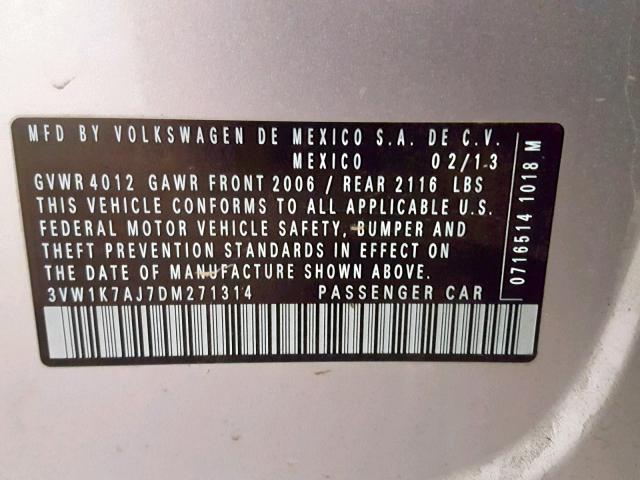 MFD BY VOLKSWAGEN DE MEXICO S.A. DE C.V.
MEXICO 02/13
GVWR 4012 GAWR FRONT 2006 / REAR 2116 LBS
THIS VEHICLE CONFORMS TO ALL APPLICABLE U.S.
FEDERAL MOTOR VEHICLE SAFETY, BUMPER AND
THEFT PREVENTION STANDARDS IN EFFECT ON
THE DATE OF MANUFACTURE SHOWN ABOVE.
3VW1K7AJ7DM271314 PASSENGER CAR
0716514 1018 M